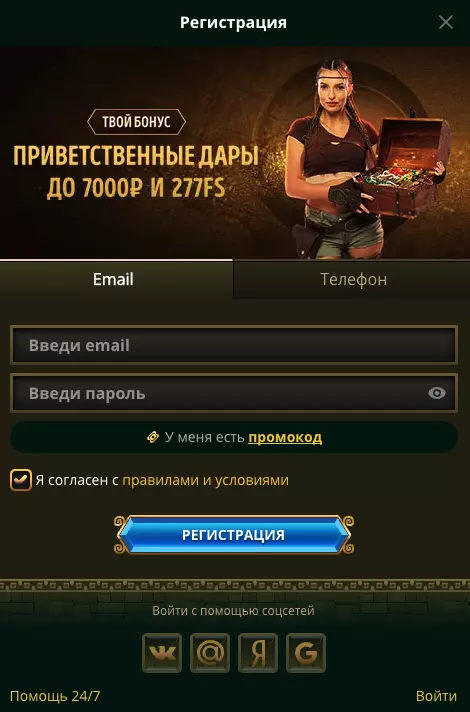 Регистрация
ТВОЙ БОНУС
ПРИВЕТСТВЕННЫЕ ДАРЫ
ДО 7000₽ И 277FS
Email
Телефон
Введи email
Введи пароль
У меня есть промокод
Я согласен с правилами и условиями
РЕГИСТРАЦИЯ
Войти с помощью соцсетей
Помощь 24/7
Войти